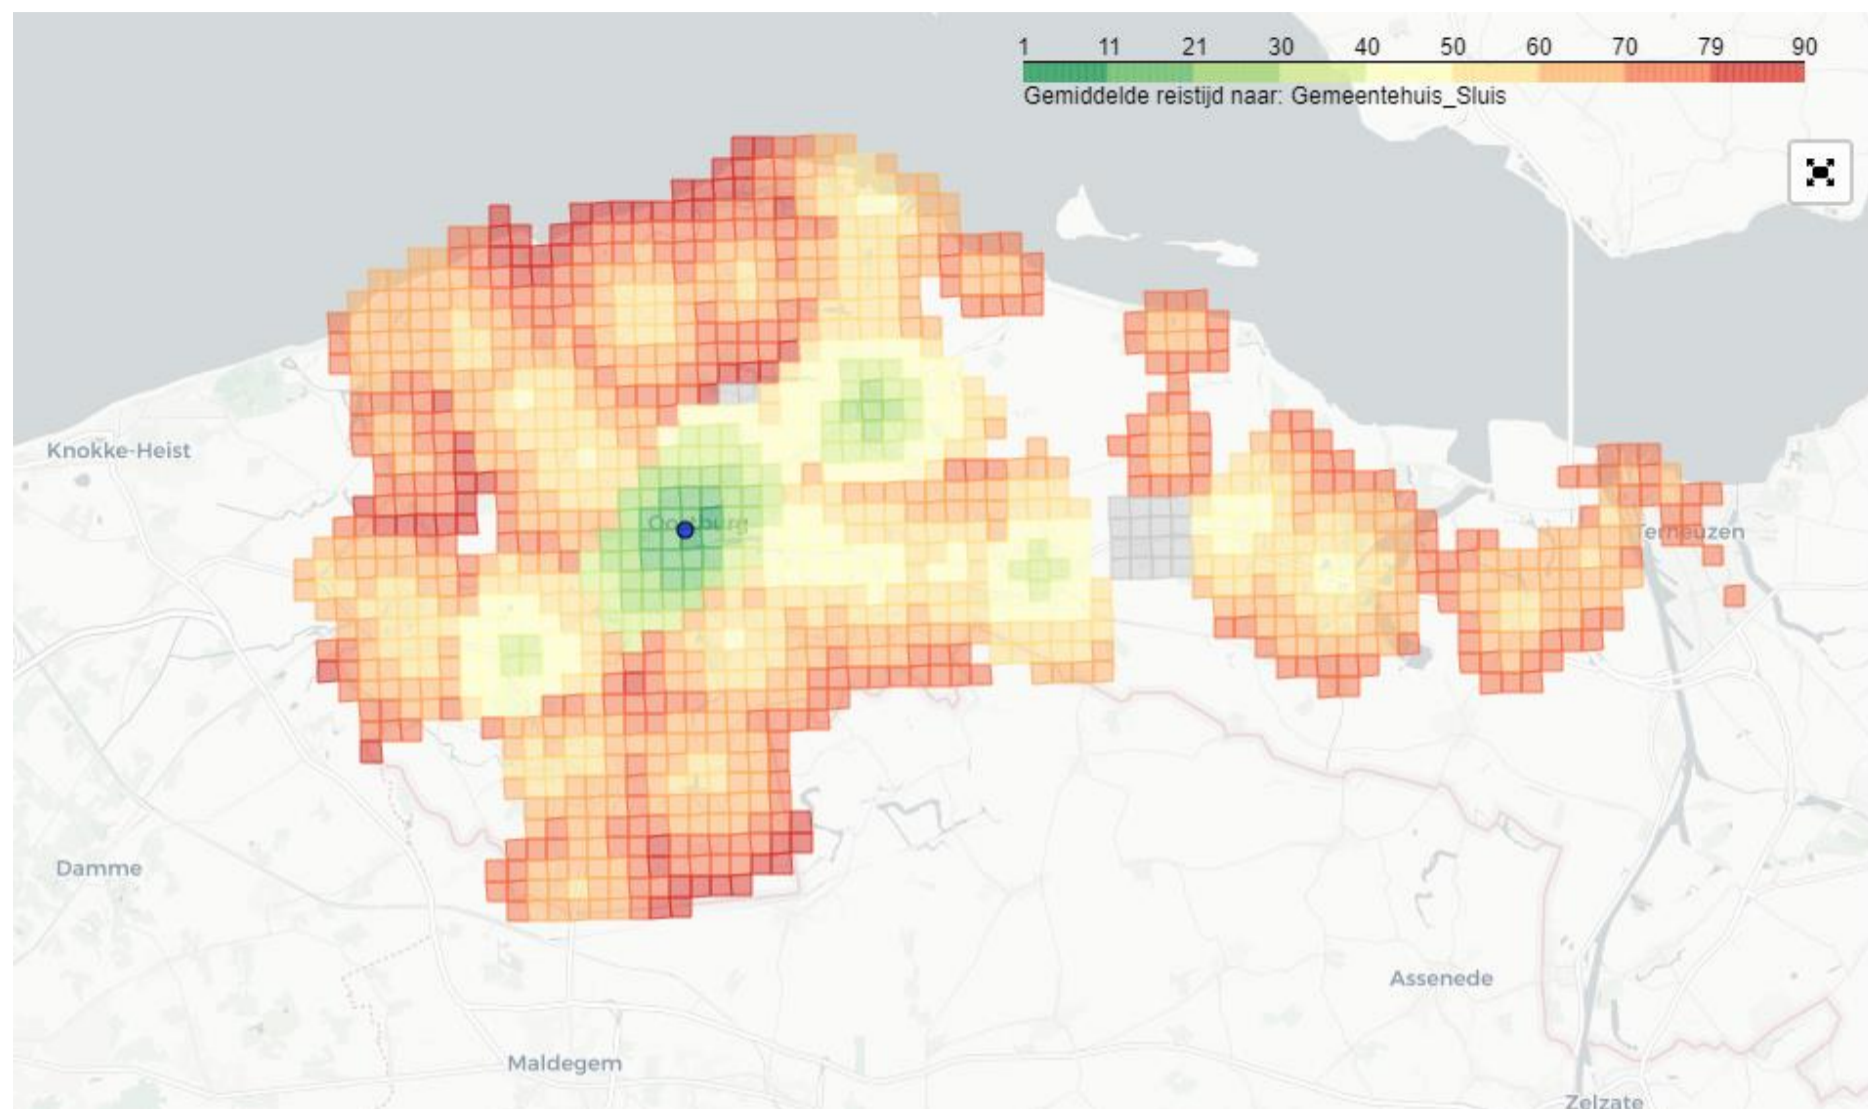 1 11 21 30 40 50 60 70 79 90
Gemiddelde reistijd naar: Gemeentehuis_Sluis
Knokke-Heist
Oostburg
Terneuzen
Damme
Assenede
Maldegem
Zelzate